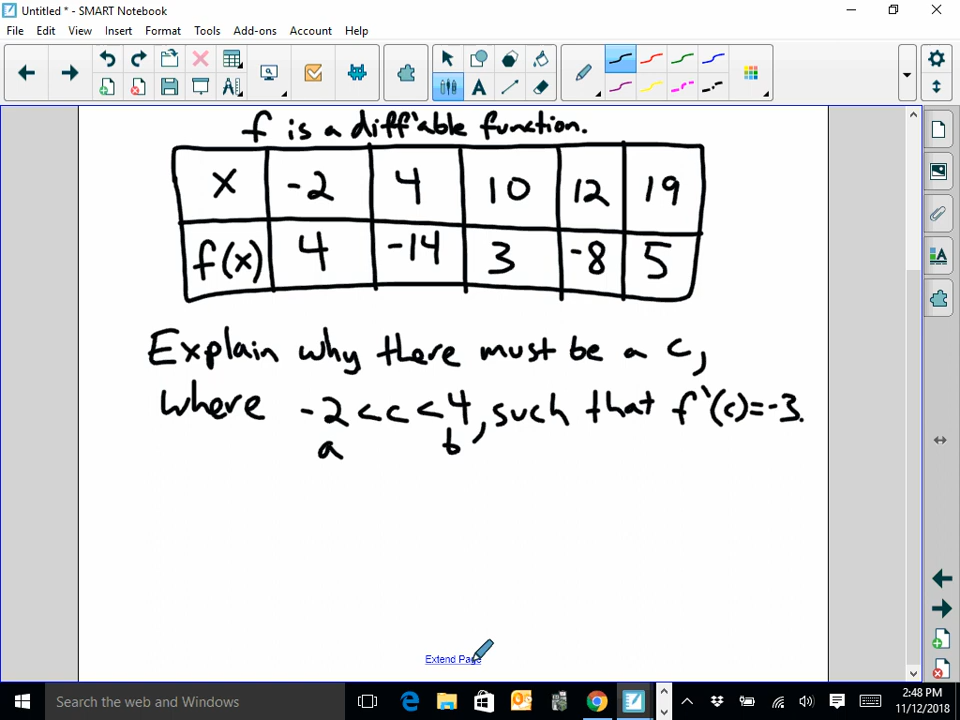 Untitled * - SMART Notebook
File Edit View Insert Format Tools Add-ons Account Help
f is a diff'able function.
x -2 4 10 12 19
f(x) 4 -14 3 -8 5
Explain why there must be a c,
where -2 < c < 4, such that f'(c)=-3.
a b
Extend Page
Search the web and Windows
2:48 PM
11/12/2018